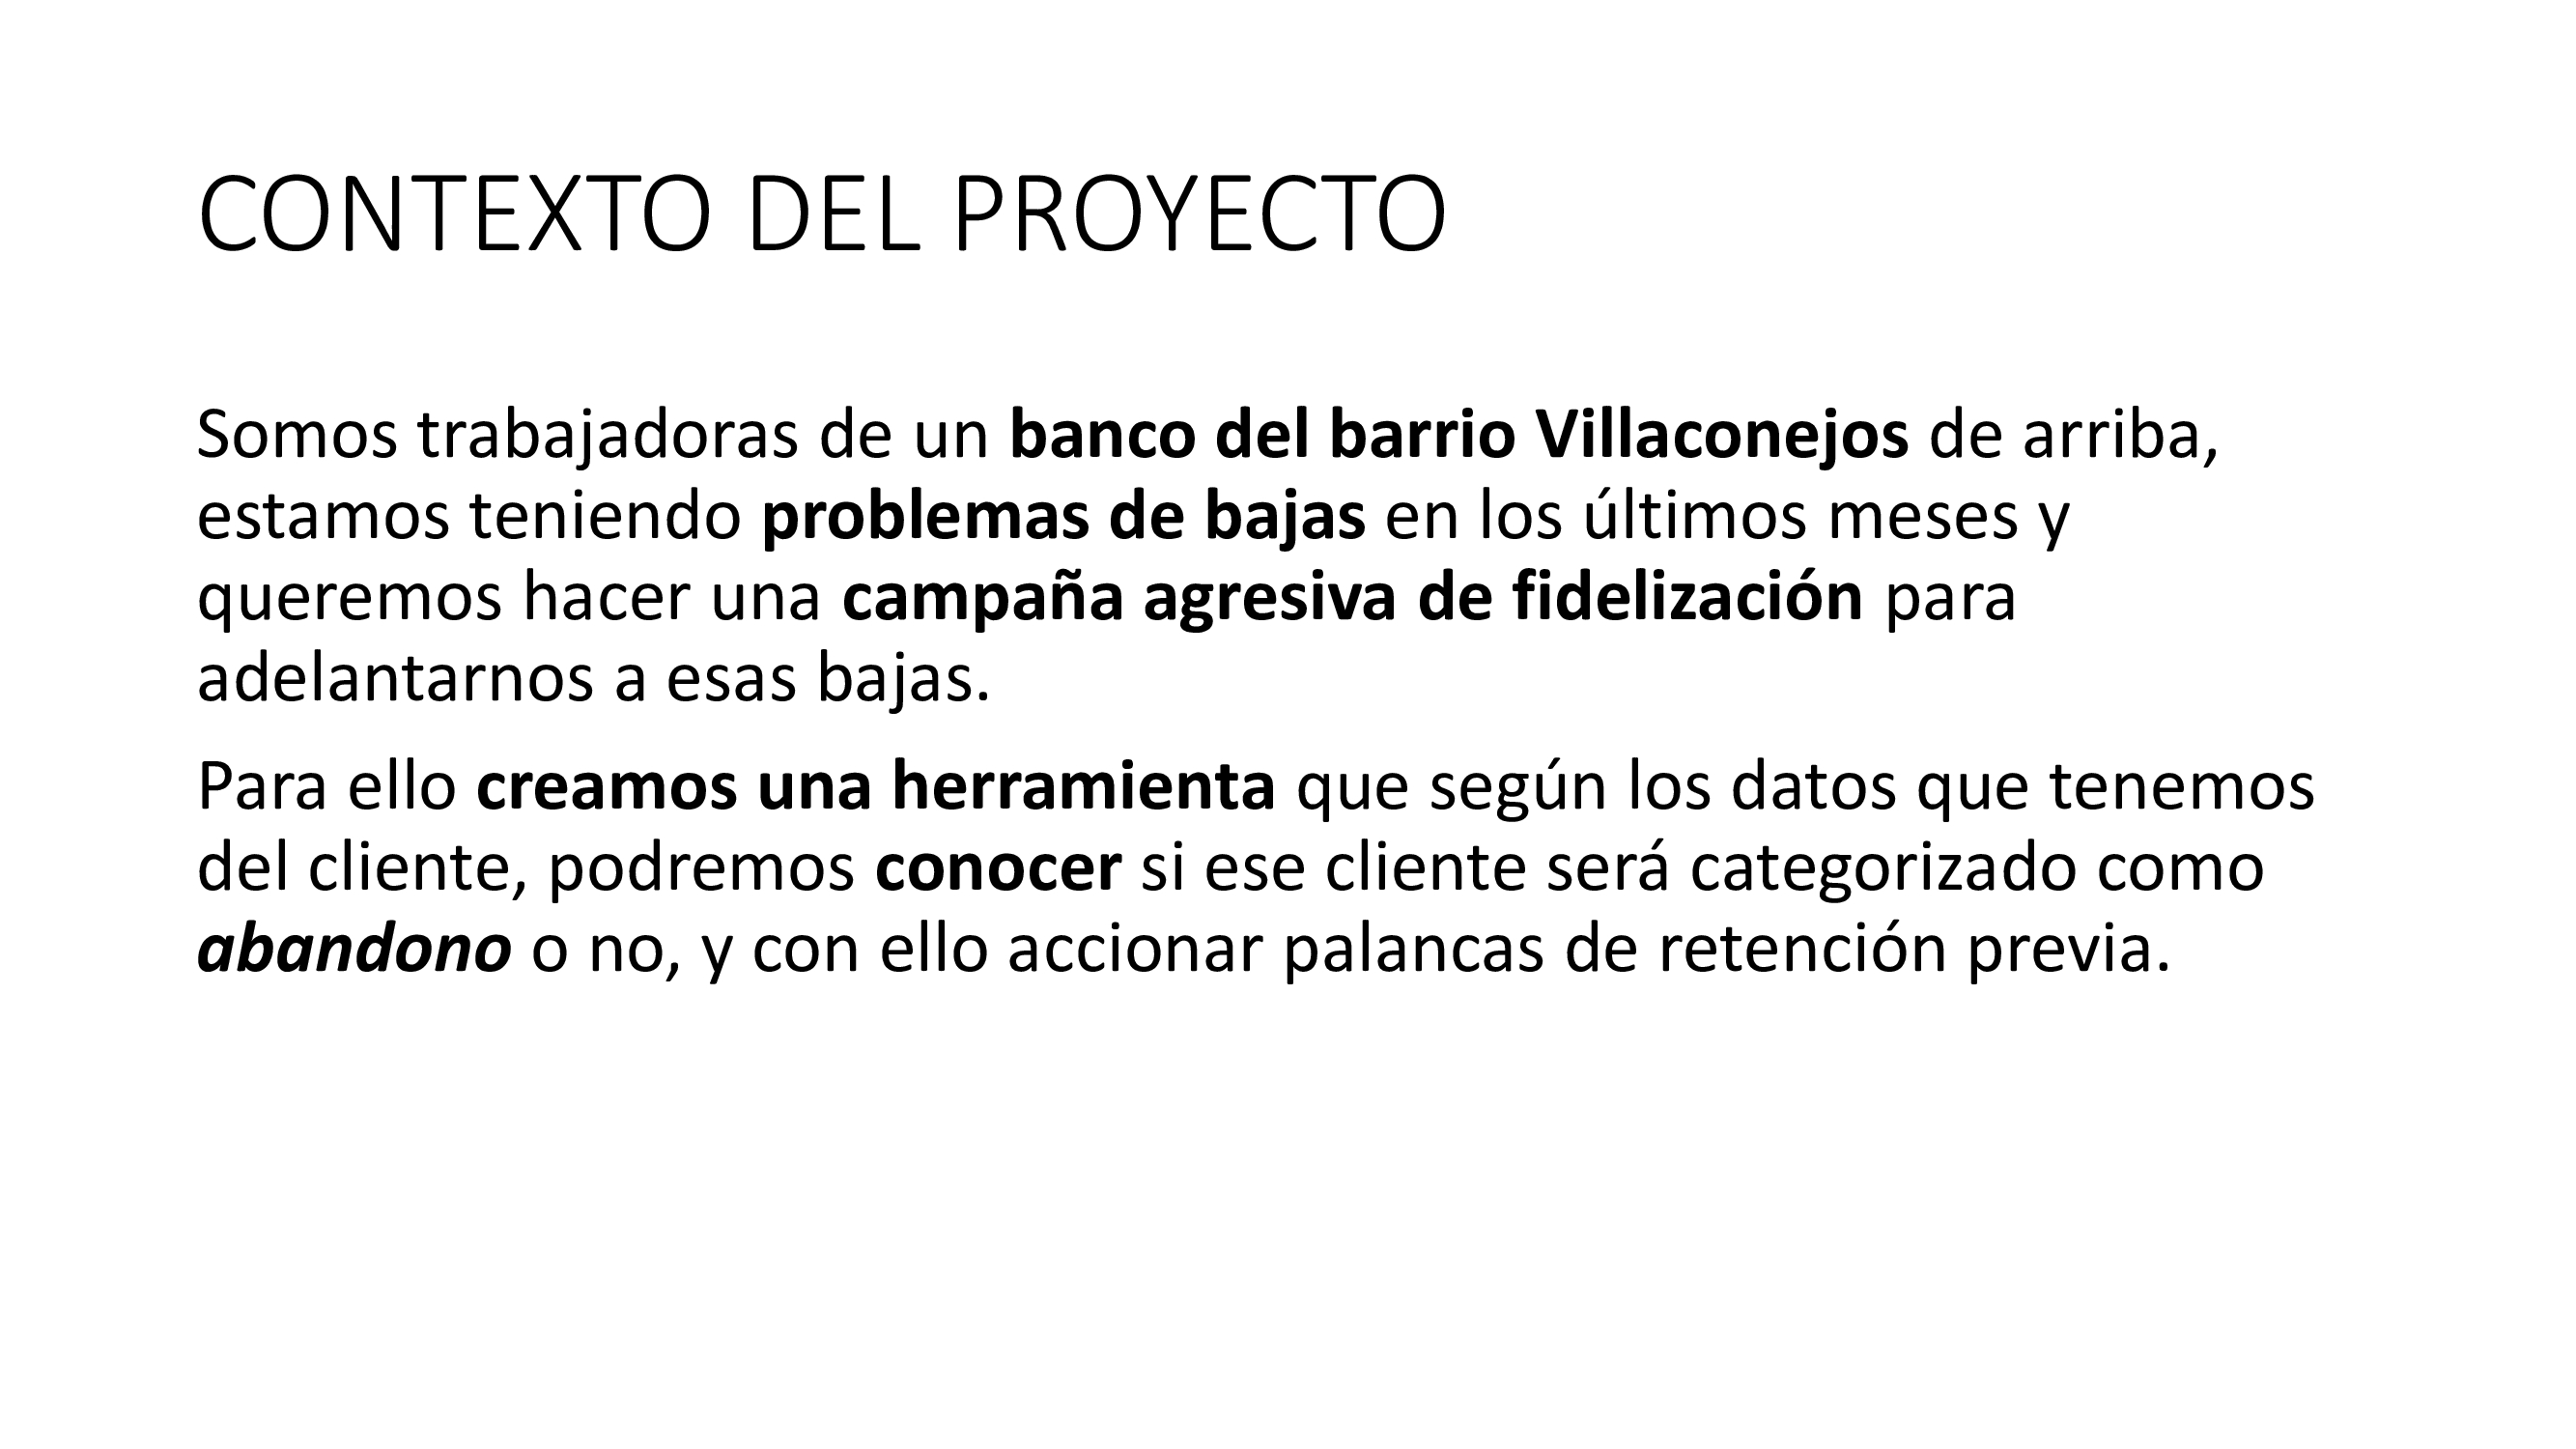 CONTEXTO DEL PROYECTO
Somos trabajadoras de un banco del barrio Villaconejos de arriba,
estamos teniendo problemas de bajas en los últimos meses y
queremos hacer una campaña agresiva de fidelización para
adelantarnos a esas bajas.
Para ello creamos una herramienta que según los datos que tenemos
del cliente, podremos conocer si ese cliente será categorizado como
abandono o no, y con ello accionar palancas de retención previa.